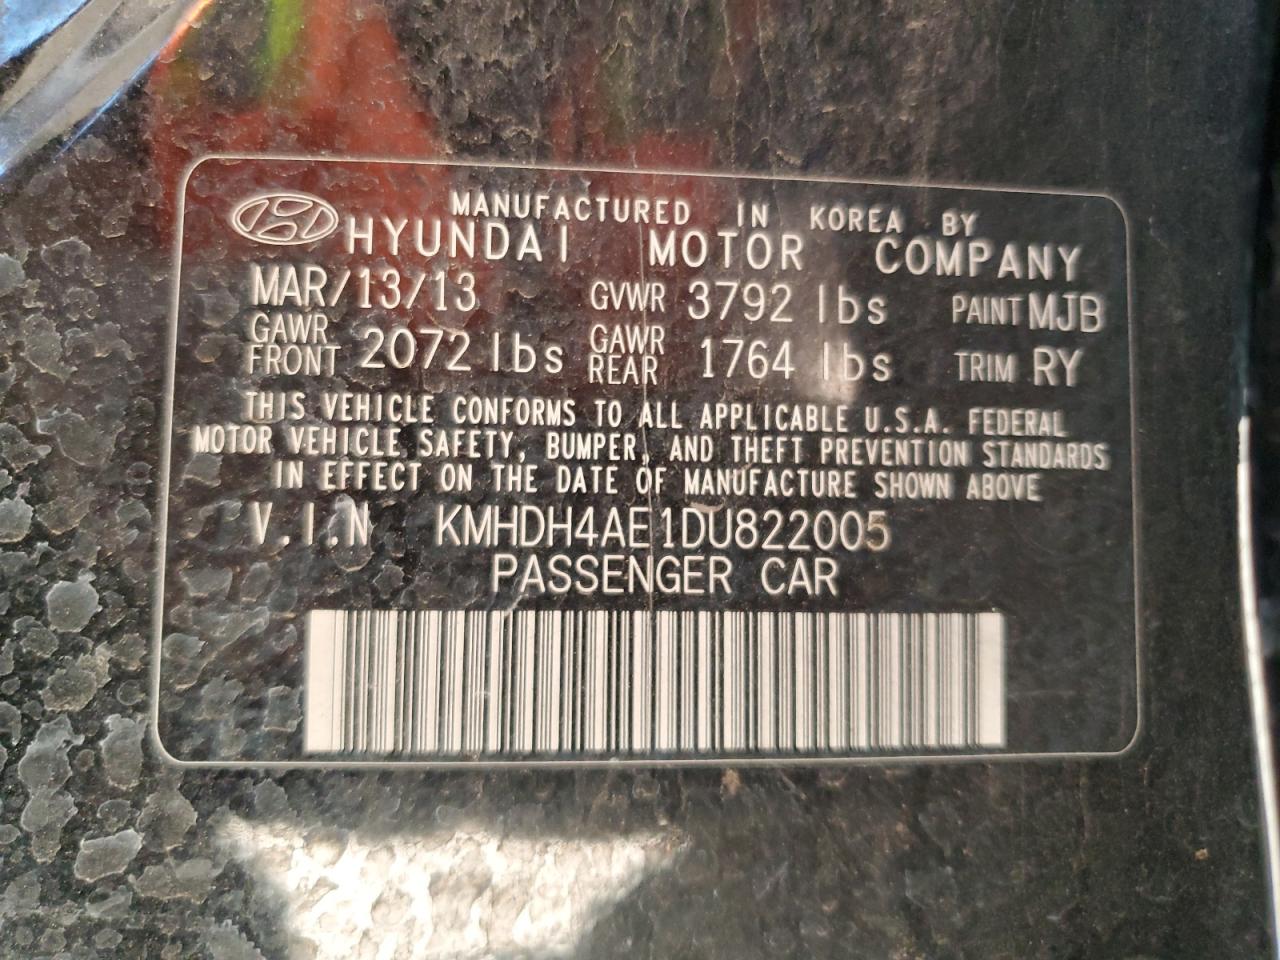 MANUFACTURED IN KOREA BY
HYUNDAI MOTOR COMPANY
MAR/13/13 GVWR 3792 lbs PAINT MJB
GAWR FRONT 2072 lbs GAWR REAR 1764 lbs TRIM RY
THIS VEHICLE CONFORMS TO ALL APPLICABLE U.S.A. FEDERAL
MOTOR VEHICLE SAFETY, BUMPER, AND THEFT PREVENTION STANDARDS
IN EFFECT ON THE DATE OF MANUFACTURE SHOWN ABOVE
V.I.N KMHDH4AE1DU822005
PASSENGER CAR